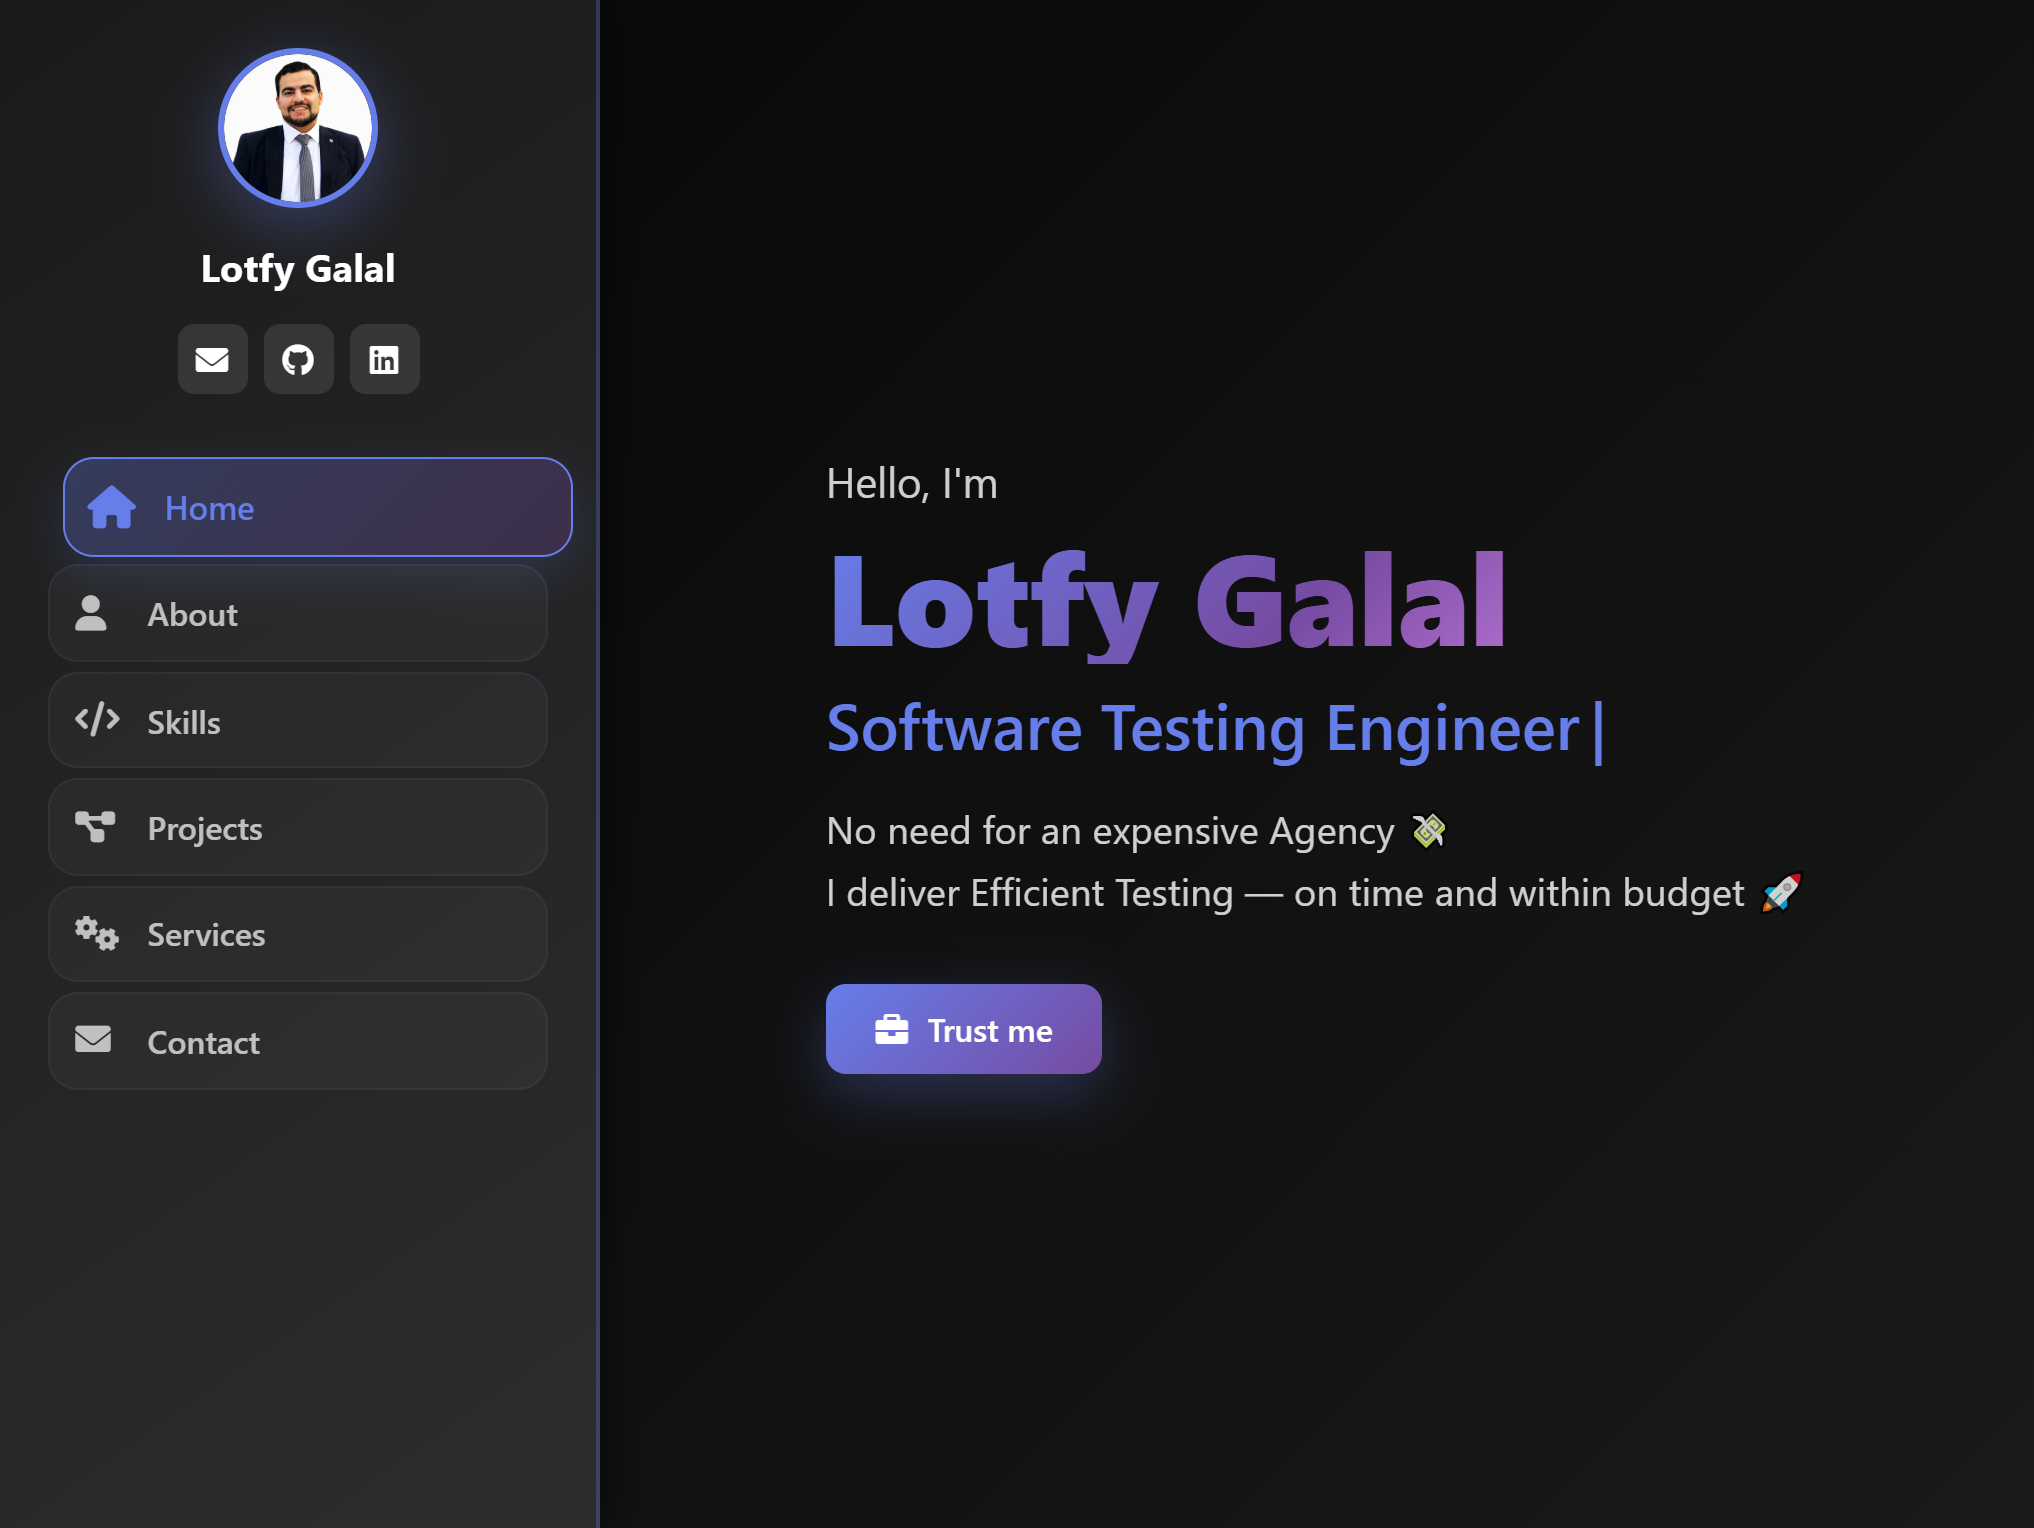 Lotfy Galal
Home
About
Skills
Projects
Services
Contact
Hello, I'm
Lotfy Galal
Software Testing Engineer|
No need for an expensive Agency 💸
I deliver Efficient Testing — on time and within budget 🚀
Trust me